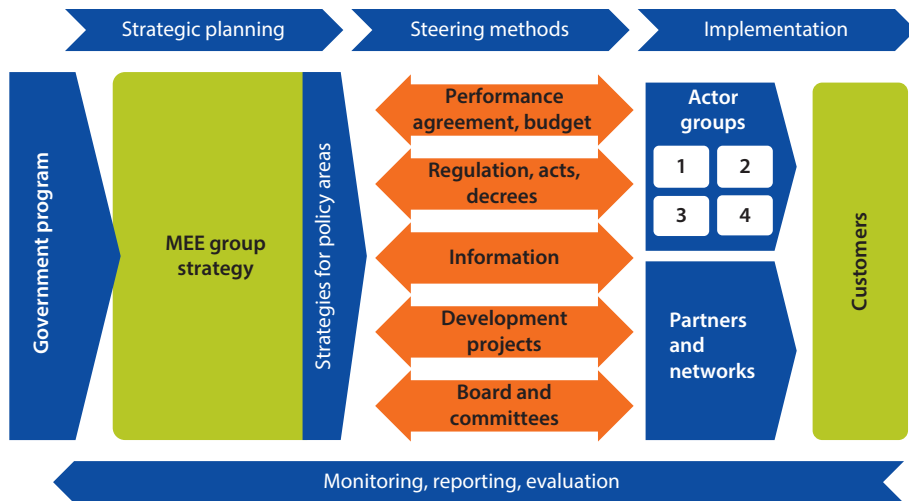 Strategic planning
Steering methods
Implementation
Government program
MEE group
strategy
Strategies for policy areas
Performance
agreement, budget
Regulation, acts,
decrees
Information
Development
projects
Board and
committees
Actor
groups
1
2
3
4
Partners
and
networks
Customers
Monitoring, reporting, evaluation